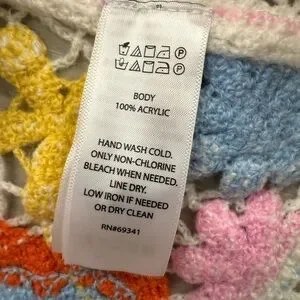 BODY
100% ACRYLIC
HAND WASH COLD.
ONLY NON-CHLORINE
BLEACH WHEN NEEDED.
LINE DRY.
LOW IRON IF NEEDED
OR DRY CLEAN
RN#69341